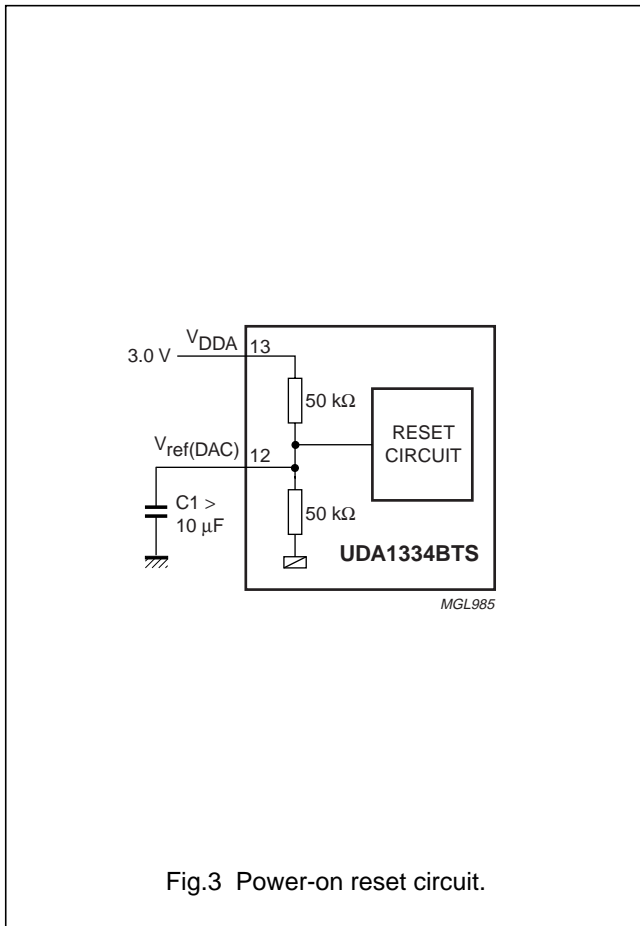 VDDA
13
3.0 V
50 kΩ
RESET
CIRCUIT
Vref(DAC)
12
C1 >
10 μF
50 kΩ
UDA1334BTS
MGL985
Fig.3 Power-on reset circuit.